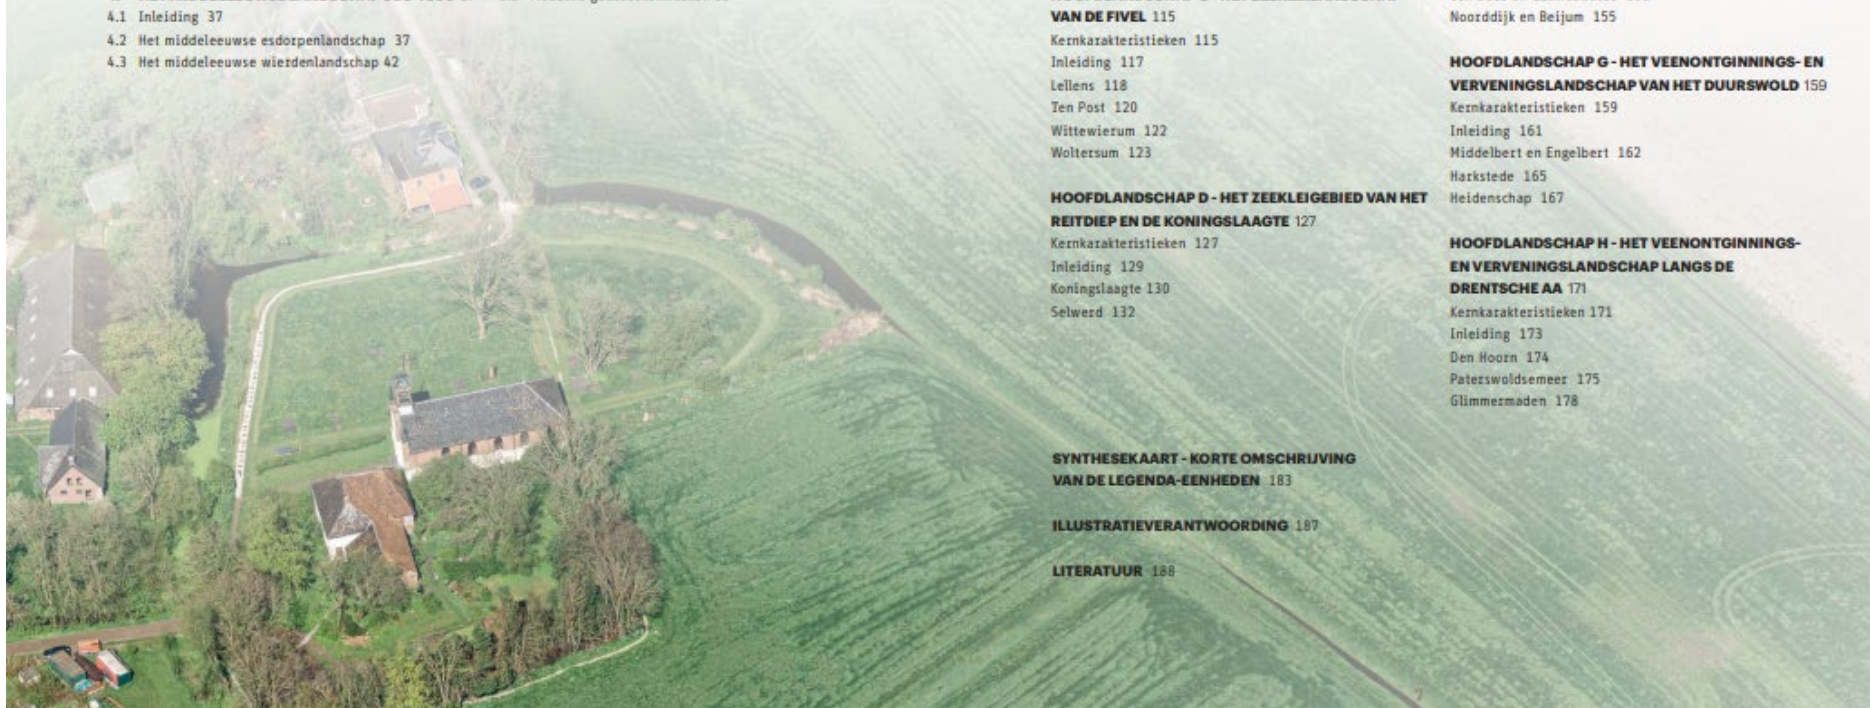 4.1 Inleiding 37
4.2 Het middeleeuwse esdorpenlandschap 37
4.3 Het middeleeuwse wierdenlandschap 42
VAN DE FIVEL 115
Kernkarakteristieken 115
Inleiding 117
Lellens 118
Ten Post 120
Wittewierum 122
Woltersum 123
HOOFDLANDSCHAP D - HET ZEEKLEIGEBIED VAN HET
REITDIEP EN DE KONINGSLAAGTE 127
Kernkarakteristieken 127
Inleiding 129
Koningslaagte 130
Selwerd 132
SYNTHESEKAART - KORTE OMSCHRIJVING
VAN DE LEGENDA-EENHEDEN 183
ILLUSTRATIEVERANTWOORDING 187
LITERATUUR 188
Noorddijk en Beijum 155
HOOFDLANDSCHAP G - HET VEENONTGINNINGS- EN
VERVENINGSLANDSCHAP VAN HET DUURSWOLD 159
Kernkarakteristieken 159
Inleiding 161
Middelbert en Engelbert 162
Harkstede 165
Heidenschap 167
HOOFDLANDSCHAP H - HET VEENONTGINNINGS-
EN VERVENINGSLANDSCHAP LANGS DE
DRENTSCHE AA 171
Kernkarakteristieken 171
Inleiding 173
Den Hoorn 174
Paterswoldsemeer 175
Glimmermaden 178
7